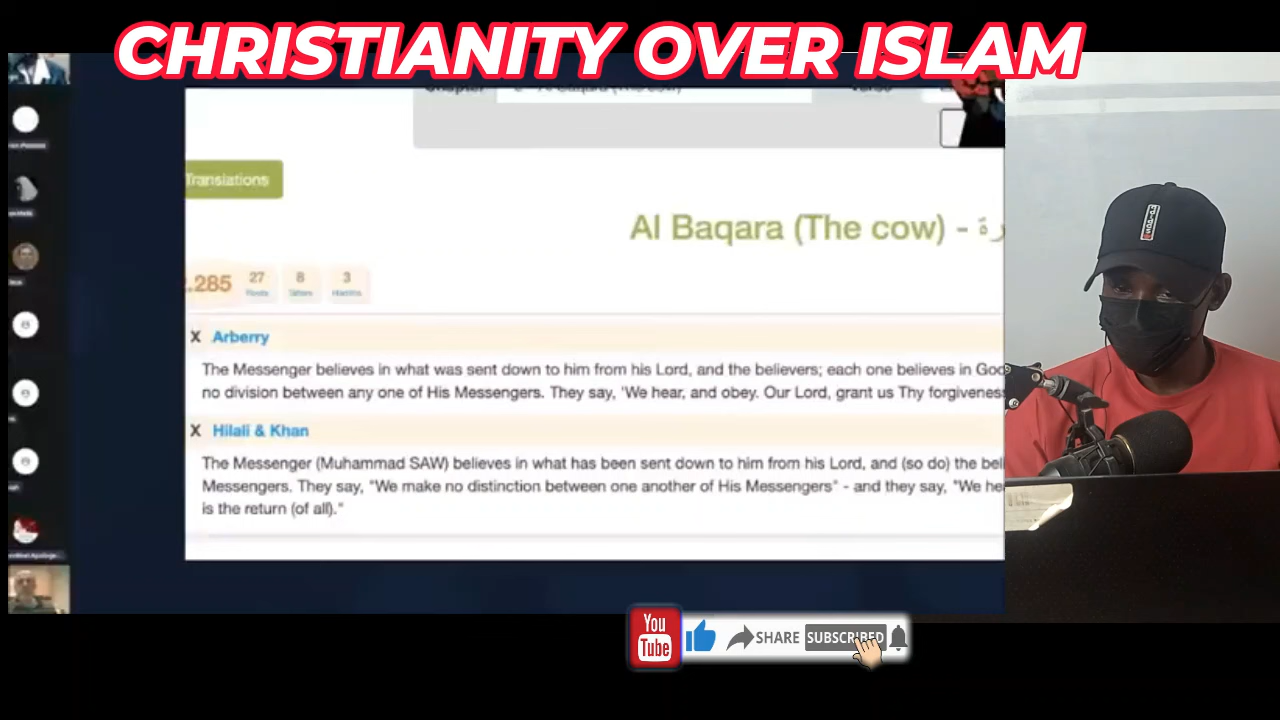 CHRISTIANITY OVER ISLAM
Translations
Al Baqara (The cow) -
.285
27
8
3
X Arberry
The Messenger believes in what was sent down to him from his Lord, and the believers; each one believes in God
no division between any one of His Messengers. They say, 'We hear, and obey. Our Lord, grant us Thy forgiveness
X Hilali & Khan
The Messenger (Muhammad SAW) believes in what has been sent down to him from his Lord, and (so do) the bel
Messengers. They say, "We make no distinction between one another of His Messengers" - and they say, "We he
is the return (of all)."
You
Tube
SHARE
SUBSCRIBED